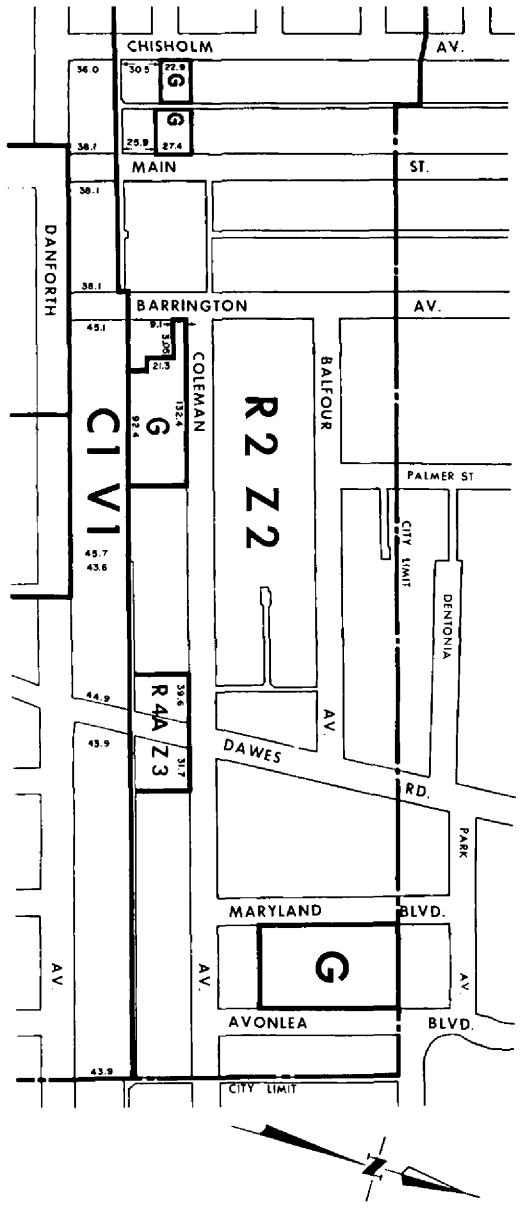 CHISHOLM AV.
36.0
30.5
22.9
G
G
25.9
27.4
38.1
MAIN ST.
38.1
DANFORTH
38.1
BARRINGTON AV.
45.1
9.1
3.05
21.3
COLEMAN
BALFOUR
132.4
92.4
G
R2 Z2
C1 V1
PALMER ST
CITY LIMIT
45.7
43.6
DENTONIA
39.6
R4A Z3
31.7
44.9
43.9
AV.
DAWES RD.
PARK
MARYLAND BLVD.
G
AV.
AV.
AV.
AVONLEA BLVD.
43.9
CITY LIMIT
N